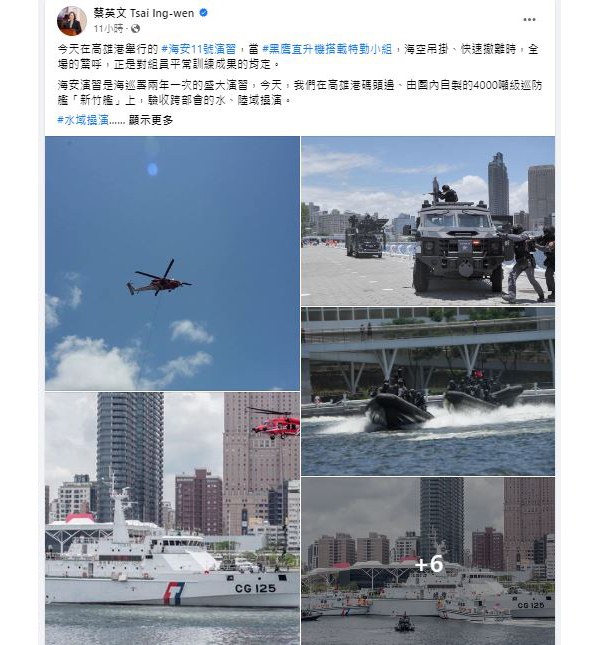 蔡英文 Tsai Ing-wen
11小時 ·
今天在高雄港舉行的 #海安11號演習，當 #黑鷹直升機搭載特勤小組，海空吊掛、快速撤離時，全
場的驚呼，正是對組員平常訓練成果的肯定。
海安演習是海巡署兩年一次的盛大演習，今天，我們在高雄港碼頭邊、由國內自製的4000噸級巡防
艦「新竹艦」上，驗收跨部會的水、陸域操演。
#水域操演...... 顯示更多
CG 125
+6
CG 125